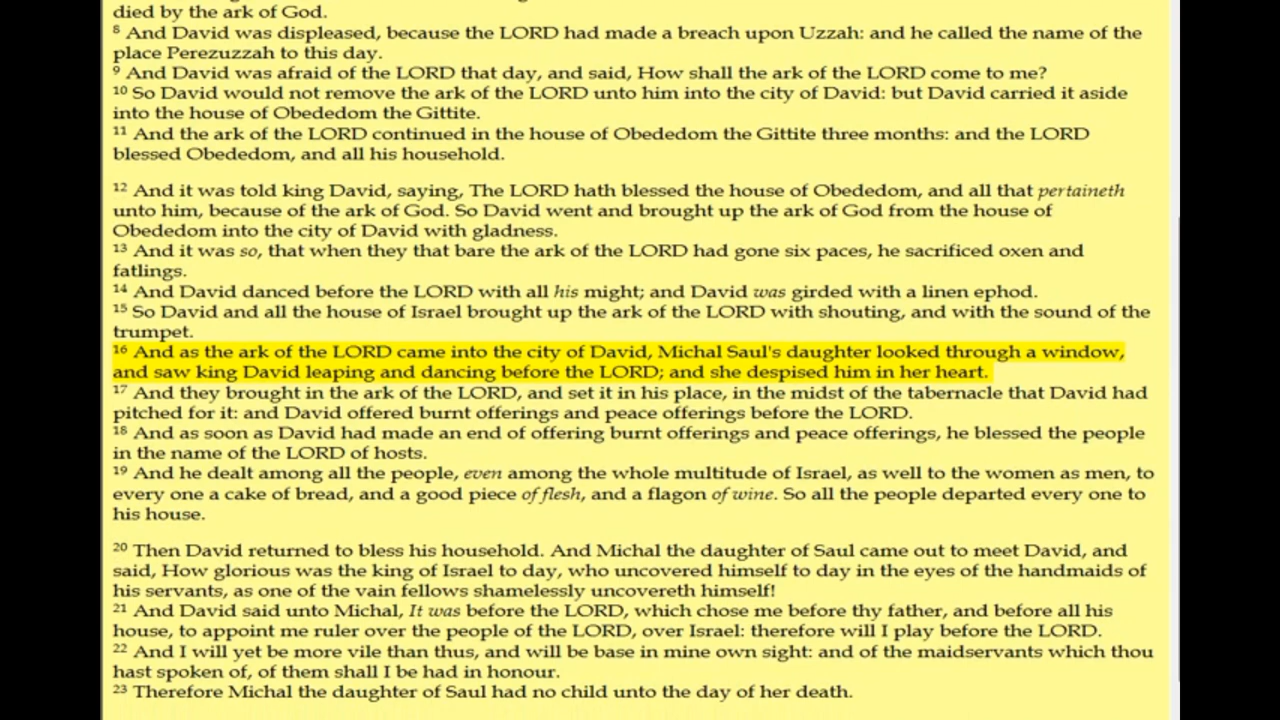 died by the ark of God.
8 And David was displeased, because the LORD had made a breach upon Uzzah: and he called the name of the
place Perezuzzah to this day.
9 And David was afraid of the LORD that day, and said, How shall the ark of the LORD come to me?
10 So David would not remove the ark of the LORD unto him into the city of David: but David carried it aside
into the house of Obededom the Gittite.
11 And the ark of the LORD continued in the house of Obededom the Gittite three months: and the LORD
blessed Obededom, and all his household.
12 And it was told king David, saying, The LORD hath blessed the house of Obededom, and all that pertaineth
unto him, because of the ark of God. So David went and brought up the ark of God from the house of
Obededom into the city of David with gladness.
13 And it was so, that when they that bare the ark of the LORD had gone six paces, he sacrificed oxen and
fatlings.
14 And David danced before the LORD with all his might; and David was girded with a linen ephod.
15 So David and all the house of Israel brought up the ark of the LORD with shouting, and with the sound of the
trumpet.
16 And as the ark of the LORD came into the city of David, Michal Saul's daughter looked through a window,
and saw king David leaping and dancing before the LORD; and she despised him in her heart.
17 And they brought in the ark of the LORD, and set it in his place, in the midst of the tabernacle that David had
pitched for it: and David offered burnt offerings and peace offerings before the LORD.
18 And as soon as David had made an end of offering burnt offerings and peace offerings, he blessed the people
in the name of the LORD of hosts.
19 And he dealt among all the people, even among the whole multitude of Israel, as well to the women as men, to
every one a cake of bread, and a good piece of flesh, and a flagon of wine. So all the people departed every one to
his house.
20 Then David returned to bless his household. And Michal the daughter of Saul came out to meet David, and
said, How glorious was the king of Israel to day, who uncovered himself to day in the eyes of the handmaids of
his servants, as one of the vain fellows shamelessly uncovereth himself!
21 And David said unto Michal, It was before the LORD, which chose me before thy father, and before all his
house, to appoint me ruler over the people of the LORD, over Israel: therefore will I play before the LORD.
22 And I will yet be more vile than thus, and will be base in mine own sight: and of the maidservants which thou
hast spoken of, of them shall I be had in honour.
23 Therefore Michal the daughter of Saul had no child unto the day of her death.